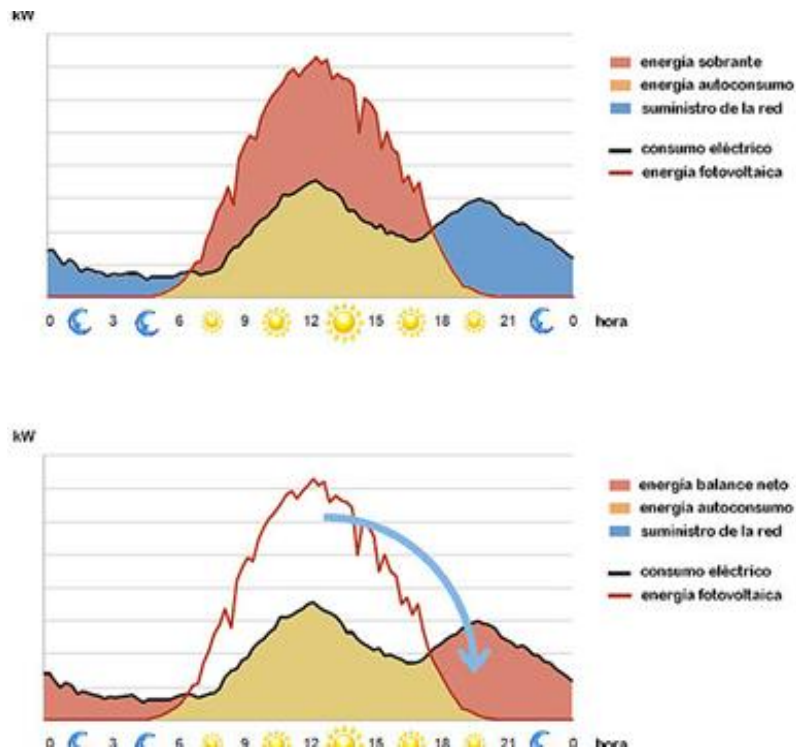 kW
energía sobrante
energía autoconsumo
suministro de la red
consumo eléctrico
energía fotovoltaica
0 3 6 9 12 15 18 21 0 hora
kW
energía balance neto
energía autoconsumo
suministro de la red
consumo eléctrico
energía fotovoltaica
0 3 6 9 12 15 18 21 0 hora